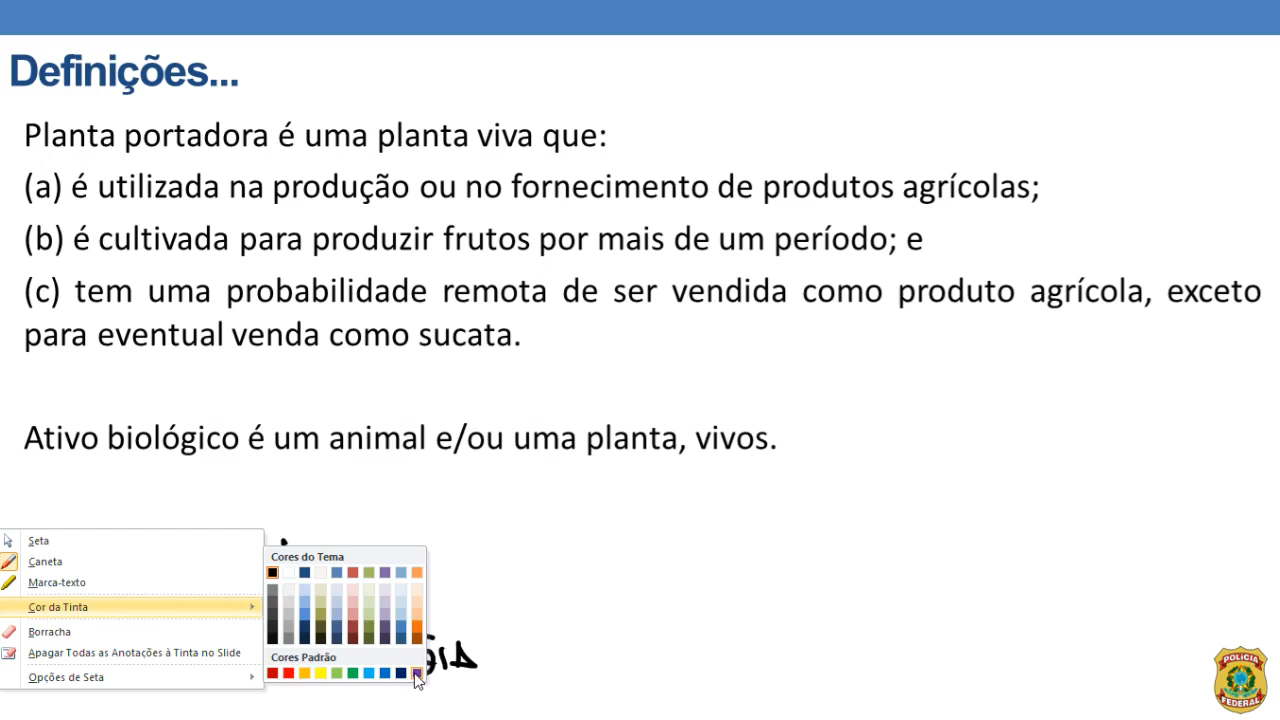 Definições...
Planta portadora é uma planta viva que:
(a) é utilizada na produção ou no fornecimento de produtos agrícolas;
(b) é cultivada para produzir frutos por mais de um período; e
(c) tem uma probabilidade remota de ser vendida como produto agrícola, exceto
para eventual venda como sucata.
Ativo biológico é um animal e/ou uma planta, vivos.
Seta
Caneta
Marca-texto
Cor da Tinta
Borracha
Apagar Todas as Anotações à Tinta no Slide
Opções de Seta
Cores do Tema
Cores Padrão
POLÍCIA
FEDERAL